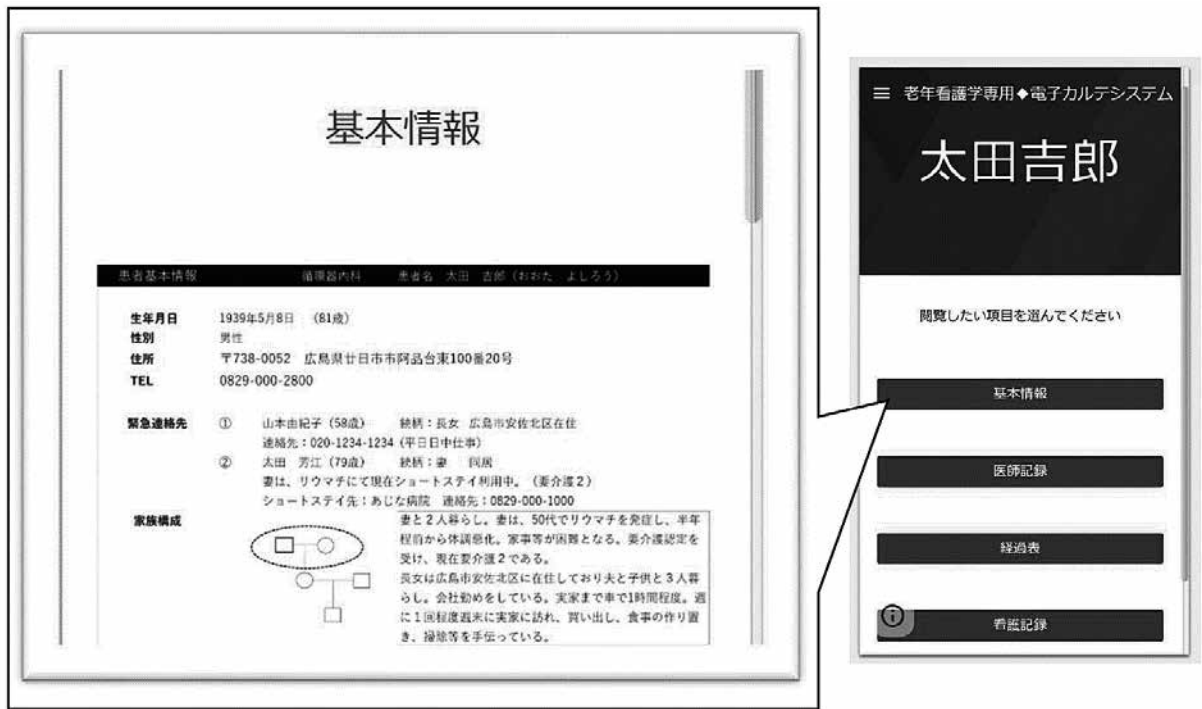 基本情報
患者基本情報 循環器内科 患者名 太田 吉郎（おおた よしろう）
生年月日 1939年5月8日 （81歳）
性別 男性
住所 〒738-0052 広島県廿日市市阿品台東100番20号
TEL 0829-000-2800
緊急連絡先 ① 山本由紀子（58歳） 続柄：長女 広島市安佐北区在住
連絡先：020-1234-1234（平日日中仕事）
② 太田 芳江（79歳） 続柄：妻 同居
妻は、リウマチにて現在ショートステイ利用中。（要介護2）
ショートステイ先：あじな病院 連絡先：0829-000-1000
家族構成
妻と2人暮らし。妻は、50代でリウマチを発症し、半年
程前から体調悪化。家事等が困難となる。要介護認定を
受け、現在要介護2である。
長女は広島市安佐北区に在住しており夫と子供と3人暮
らし。会社勤めをしている。実家まで車で1時間程度。週
に1回程度週末に実家に訪れ、買い出し、食事の作り置
き、掃除等を手伝っている。
≡ 老年看護学専用◆電子カルテシステム
太田吉郎
閲覧したい項目を選んでください
基本情報
医師記録
経過表
看護記録